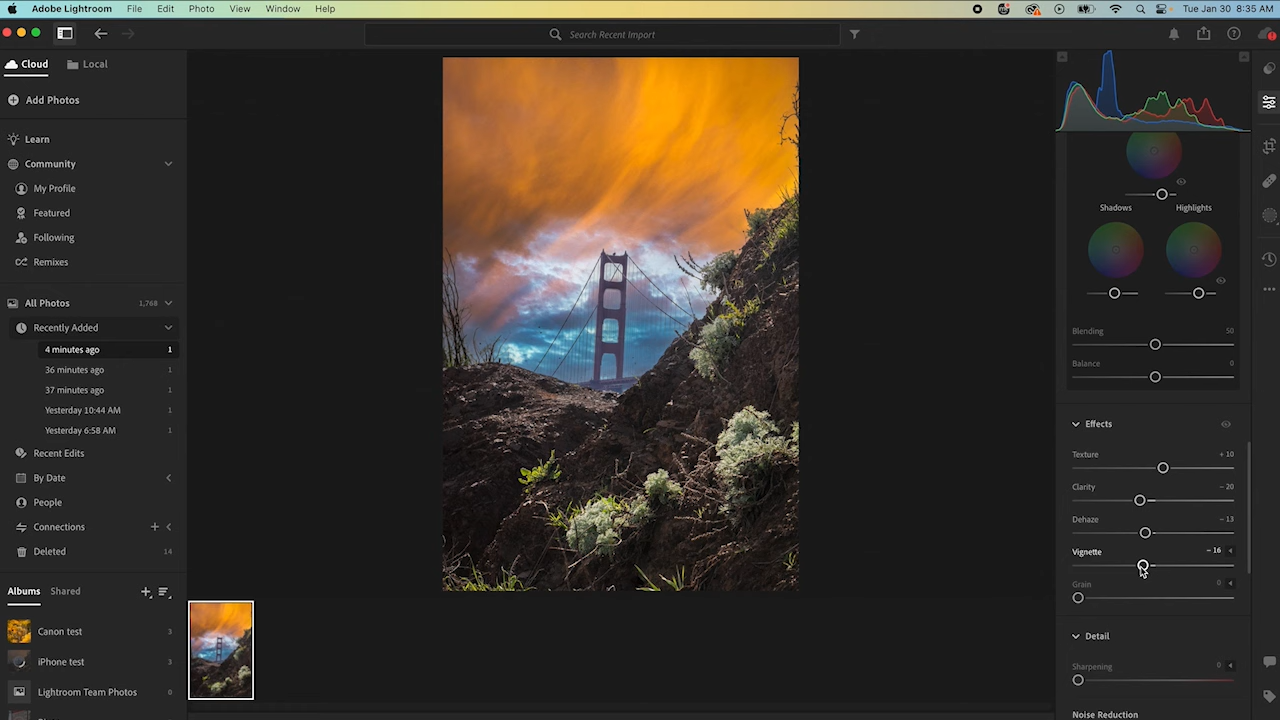 Adobe Lightroom File Edit Photo View Window Help Tue Jan 30 8:35 AM
Search Recent Import
Cloud Local
Add Photos
Learn
Community
My Profile
Featured
Following
Remixes
All Photos 1,768
Recently Added
4 minutes ago 1
36 minutes ago 1
37 minutes ago 1
Yesterday 10:44 AM 1
Yesterday 6:58 AM 1
Recent Edits
By Date
People
Connections
Deleted 14
Albums Shared
Canon test 3
iPhone test 3
Lightroom Team Photos 0
Shadows Highlights
Blending 50
Balance 0
Effects
Texture + 10
Clarity − 20
Dehaze − 13
Vignette − 16
Grain 0
Detail
Sharpening 0
Noise Reduction